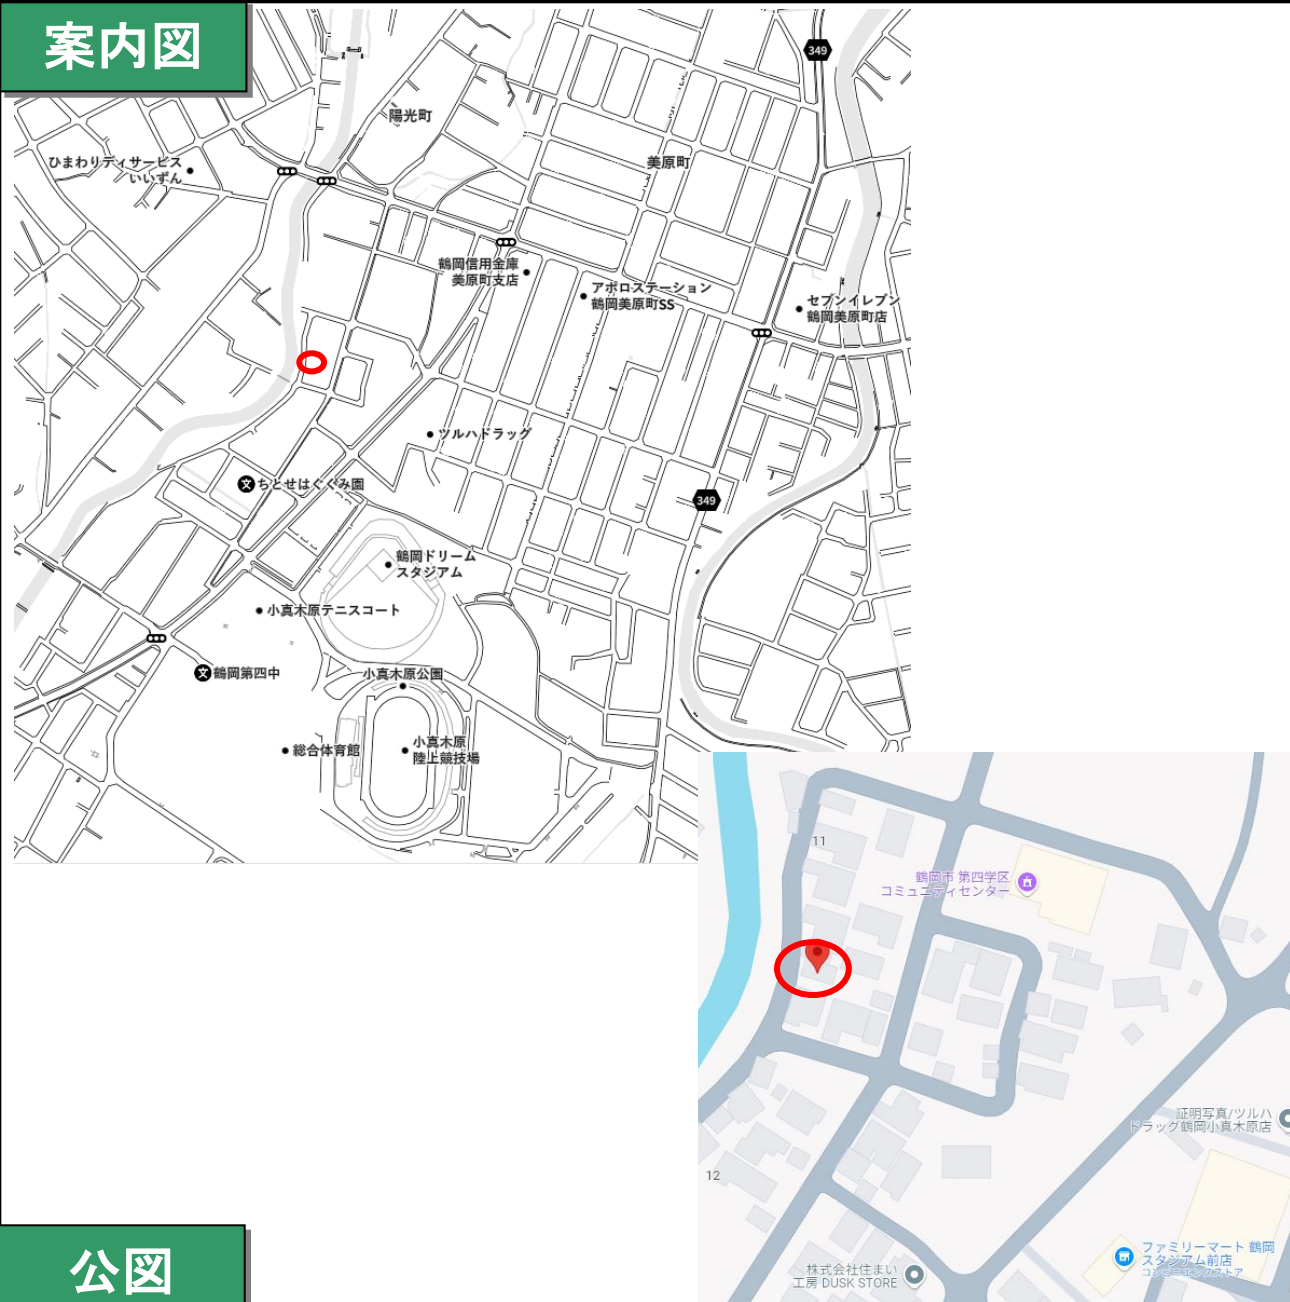 案内図
349
陽光町
ひまわりデイサービス
いいずん
美原町
鶴岡信用金庫
美原町支店
アポロステーション
鶴岡美原町SS
セブンイレブン
鶴岡美原町店
ツルハドラッグ
文
ちとせはぐくみ園
349
鶴岡ドリーム
スタジアム
小真木原テニスコート
文
鶴岡第四中
小真木原公園
総合体育館
小真木原
陸上競技場
11
鶴岡市 第四学区
コミュニティセンター
証明写真/ツルハ
ドラッグ鶴岡小真木原店
12
ファミリーマート 鶴岡
スタジアム前店
コンビニエンスストア
株式会社住まい
工房 DUSK STORE
公図